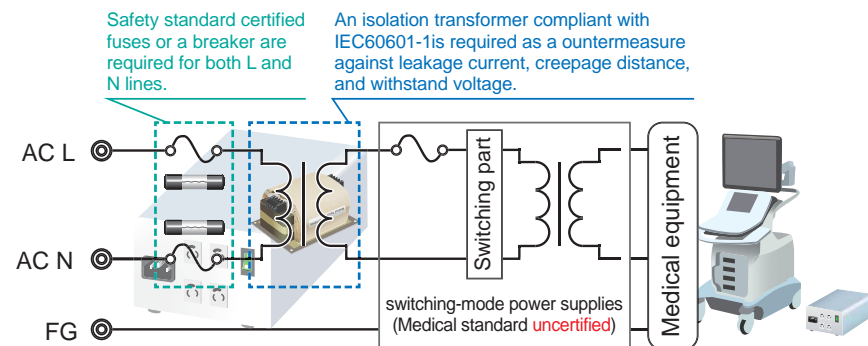 Safety standard certified
fuses or a breaker are
required for both L and
N lines.
An isolation transformer compliant with
IEC60601-1is required as a ountermeasure
against leakage current, creepage distance,
and withstand voltage.
AC L
AC N
FG
Switching part
switching-mode power supplies
(Medical standard uncertified)
Medical equipment